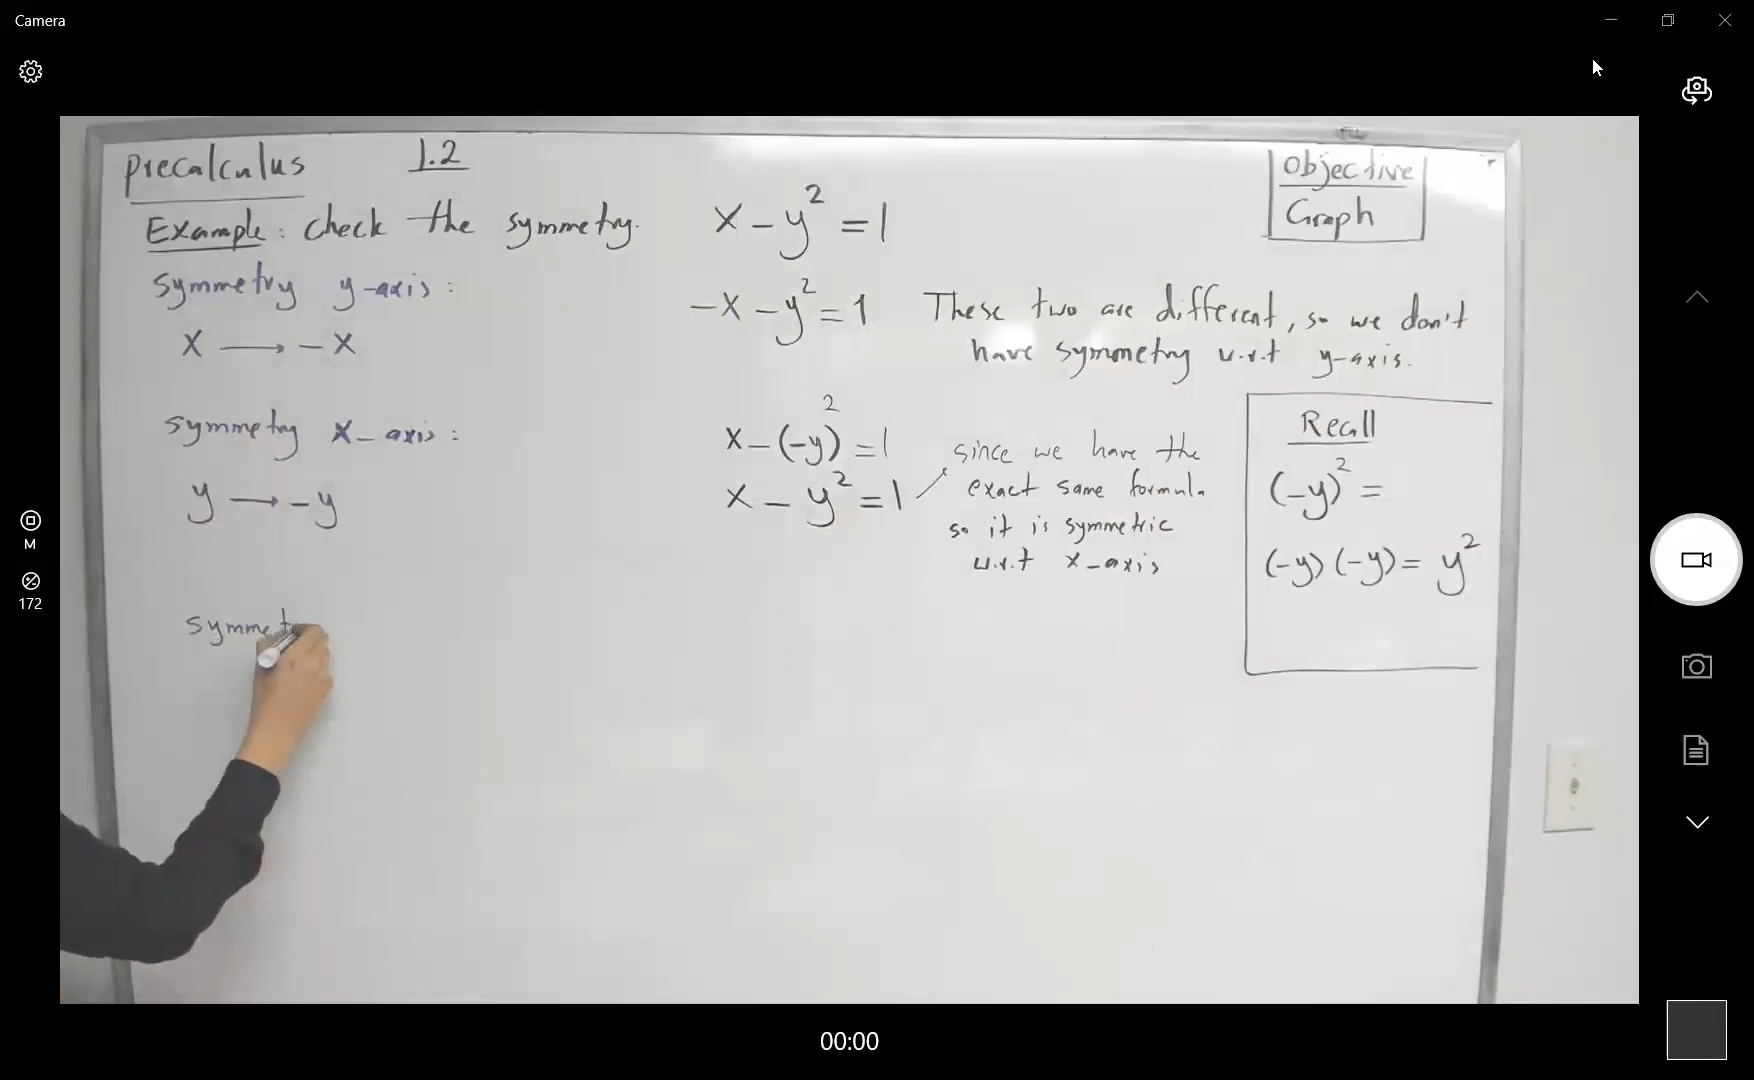 Camera
precalculus 1.2
Example: check the symmetry. x - y² = 1
Objective
Graph
symmetry y-axis:
x ⟶ -x
-x - y² = 1
These two are different, so we don't
have symmetry w.r.t y-axis.
symmetry x-axis:
y ⟶ -y
x - (-y)² = 1
x - y² = 1
since we have the
exact same formula
so it is symmetric
w.r.t x-axis
Recall
(-y)² =
(-y)(-y) = y²
symmet
M
172
00:00